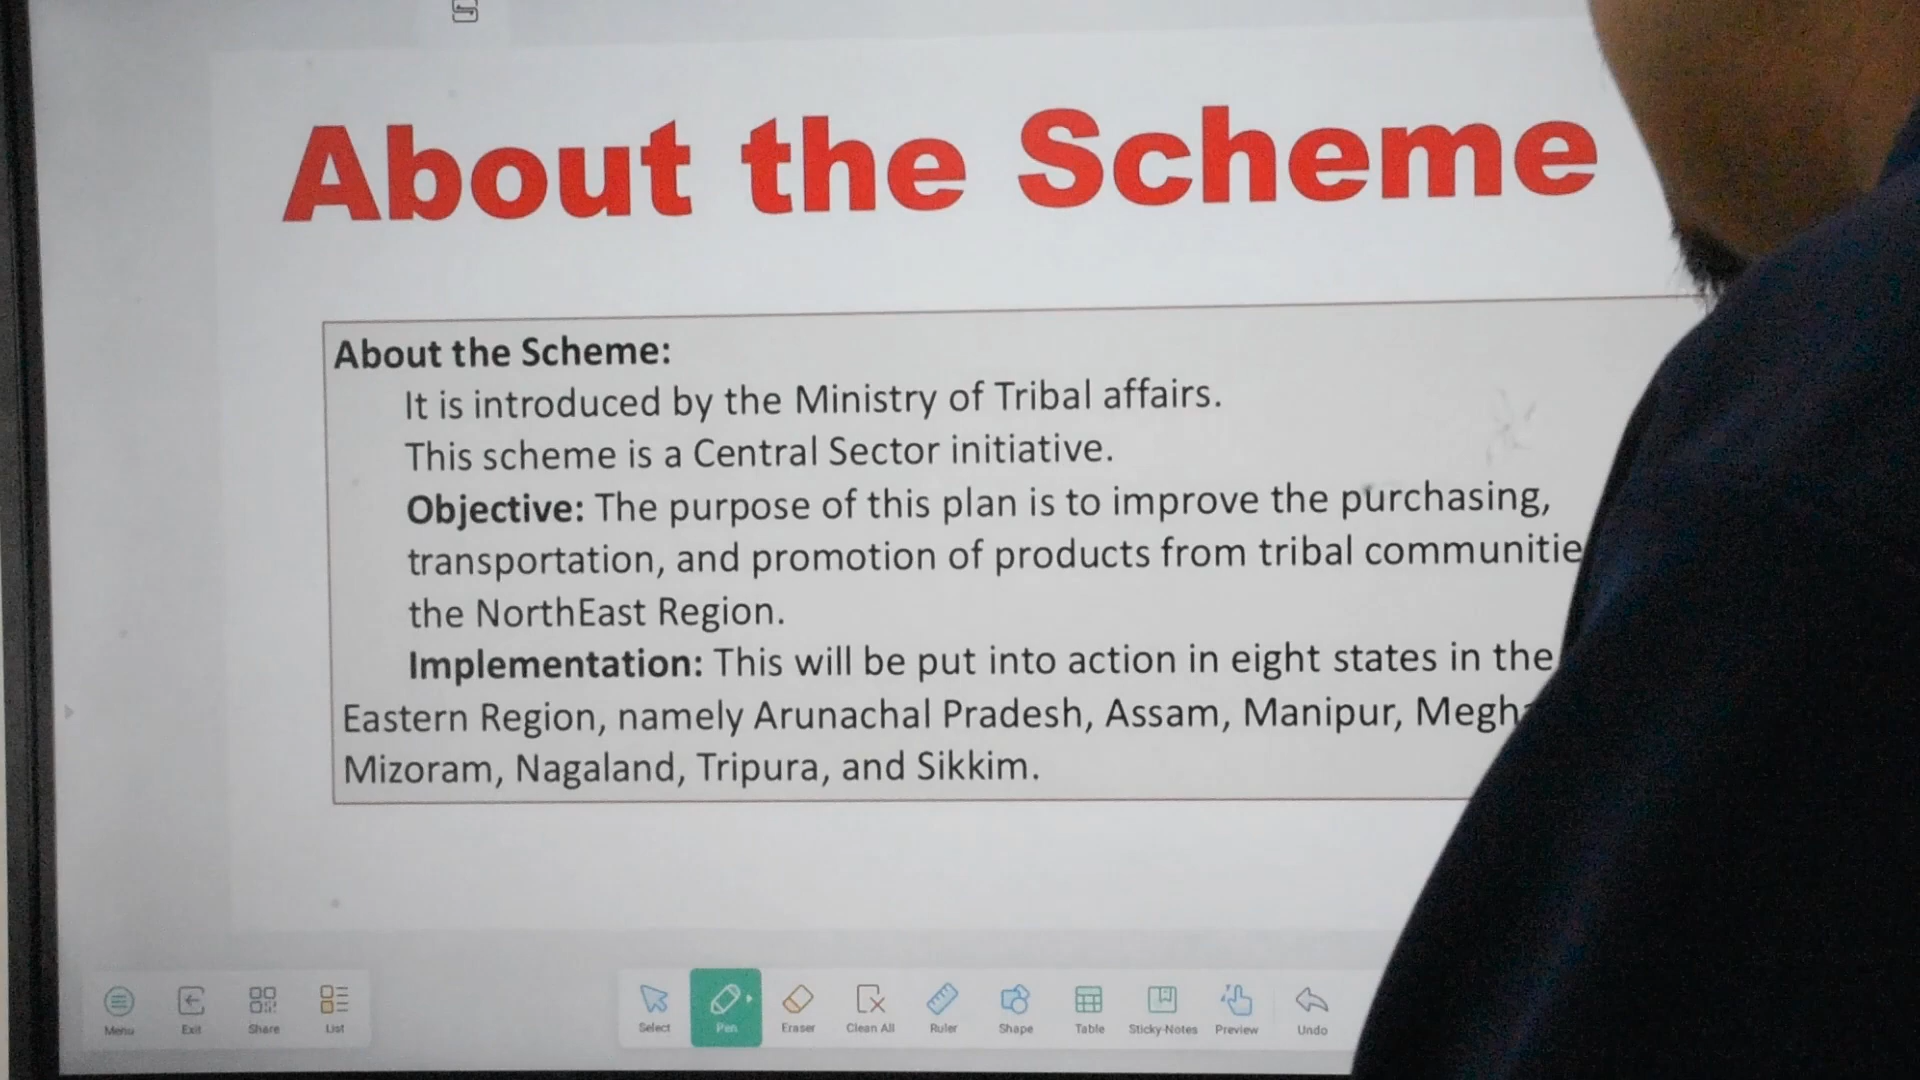 About the Scheme
About the Scheme:
It is introduced by the Ministry of Tribal affairs.
This scheme is a Central Sector initiative.
Objective: The purpose of this plan is to improve the purchasing,
transportation, and promotion of products from tribal communitie
the NorthEast Region.
Implementation: This will be put into action in eight states in the
Eastern Region, namely Arunachal Pradesh, Assam, Manipur, Megh
Mizoram, Nagaland, Tripura, and Sikkim.
Menu Exit Share List Select Pen Eraser Clean All Ruler Shape Table Sticky-Notes Preview Undo